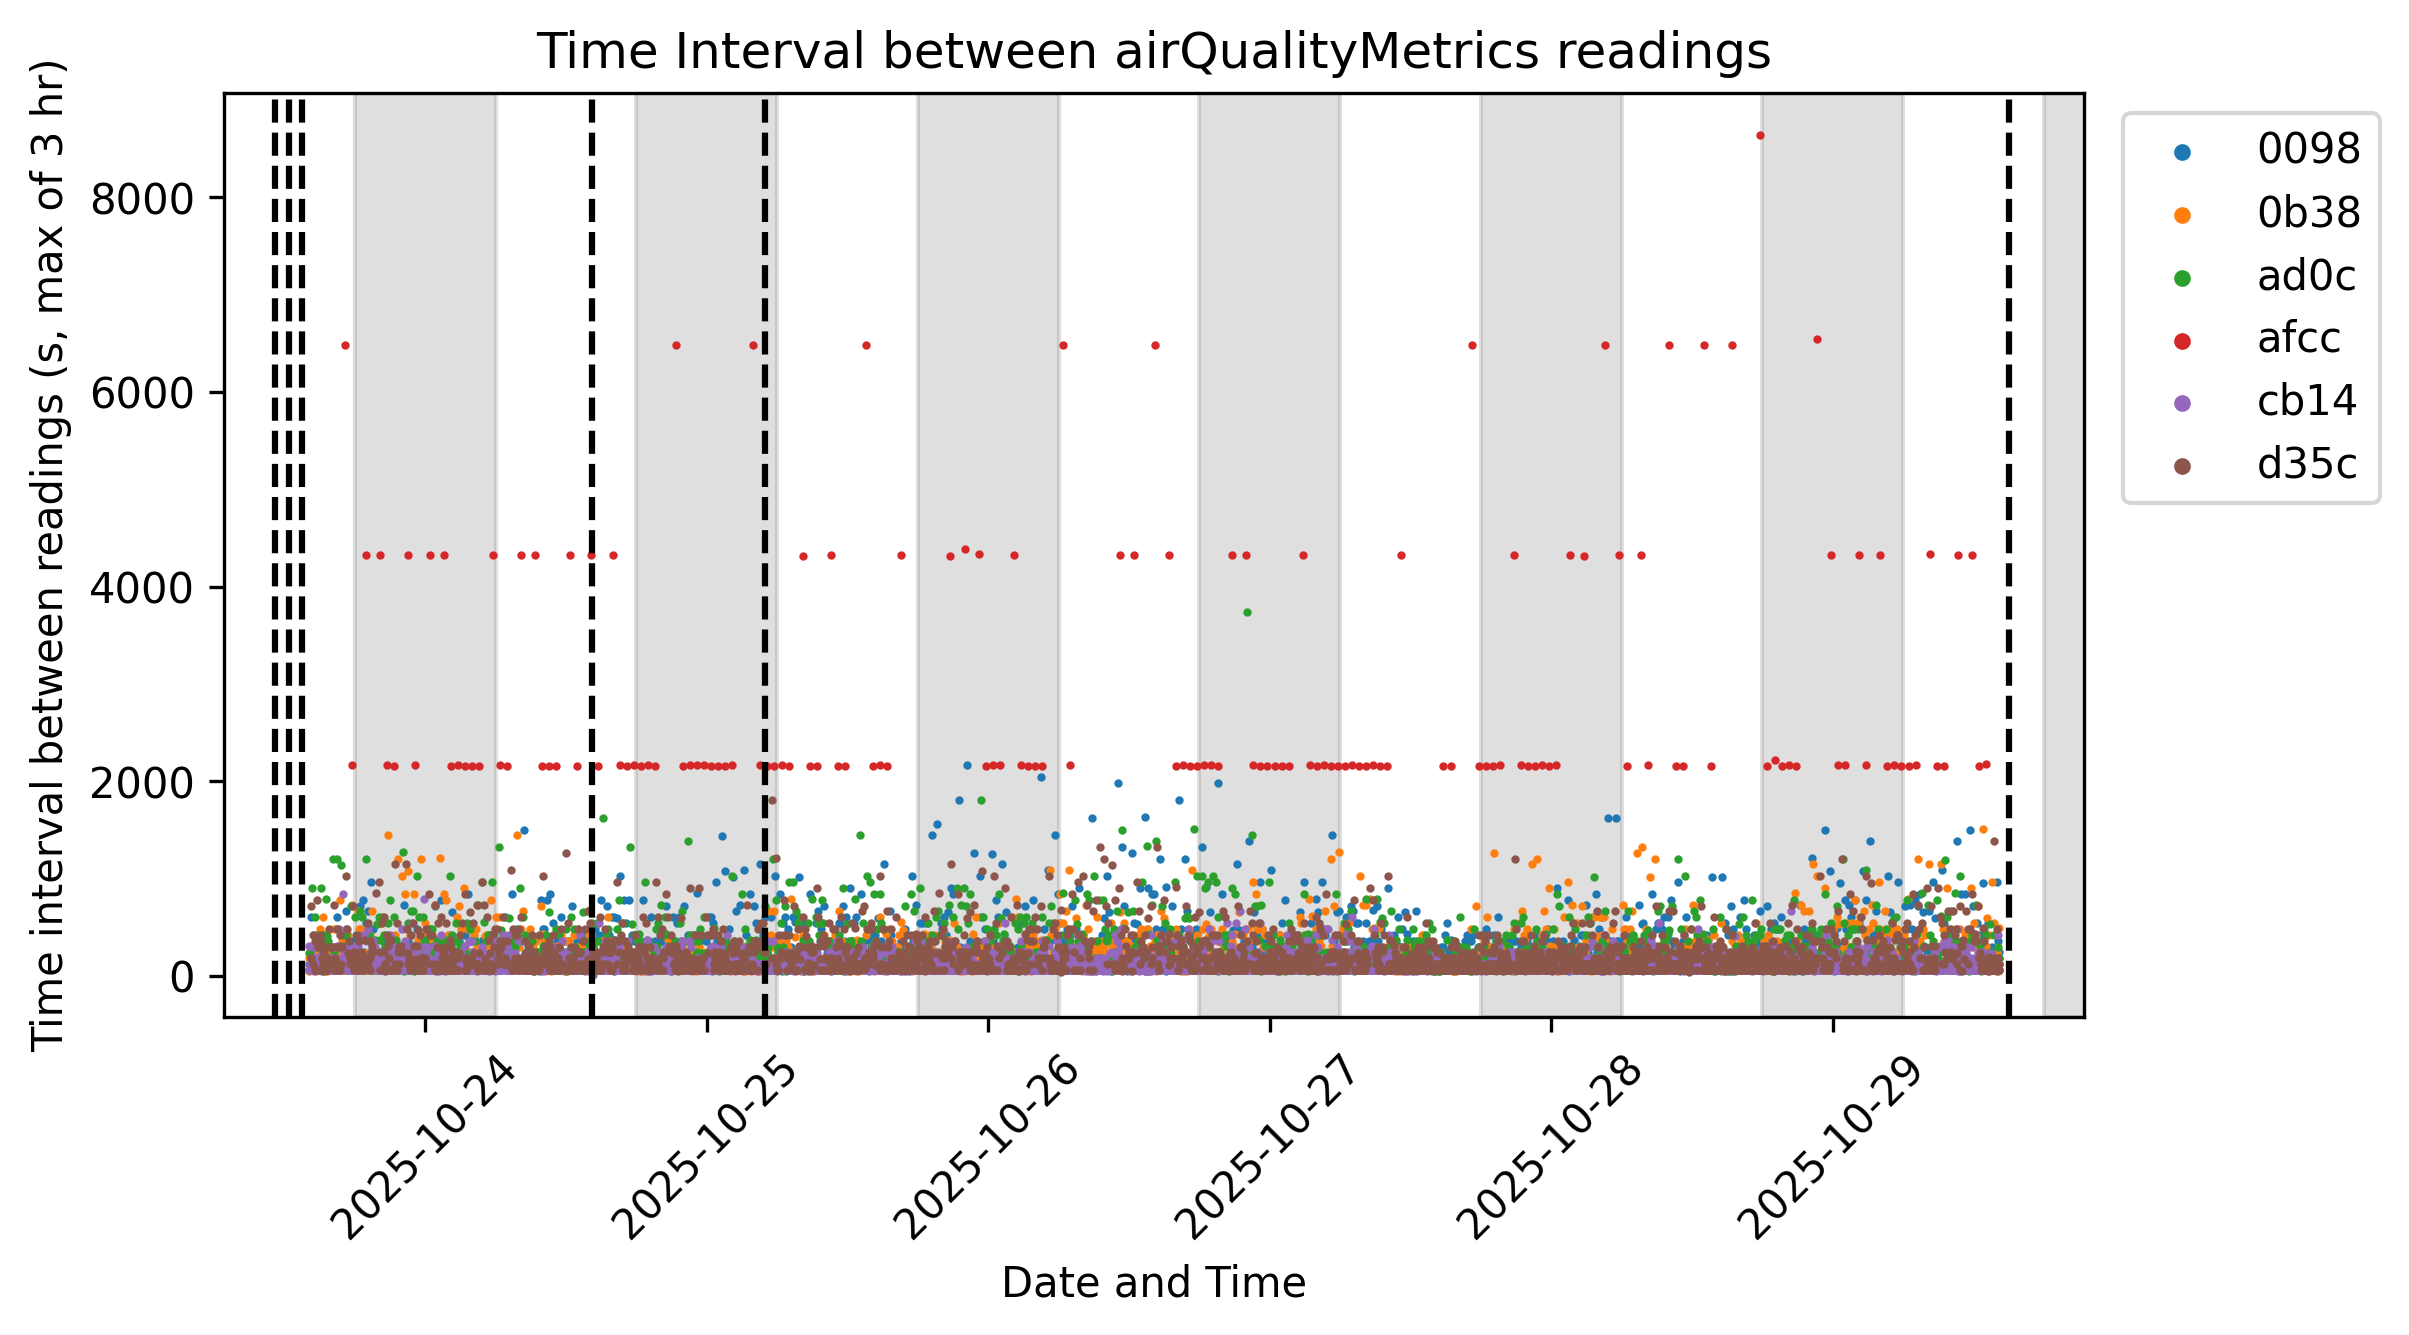 Time Interval between airQualityMetrics readings
Time interval between readings (s, max of 3 hr)
8000
6000
4000
2000
0
2025-10-24
2025-10-25
2025-10-26
2025-10-27
2025-10-28
2025-10-29
Date and Time
0098
0b38
ad0c
afcc
cb14
d35c